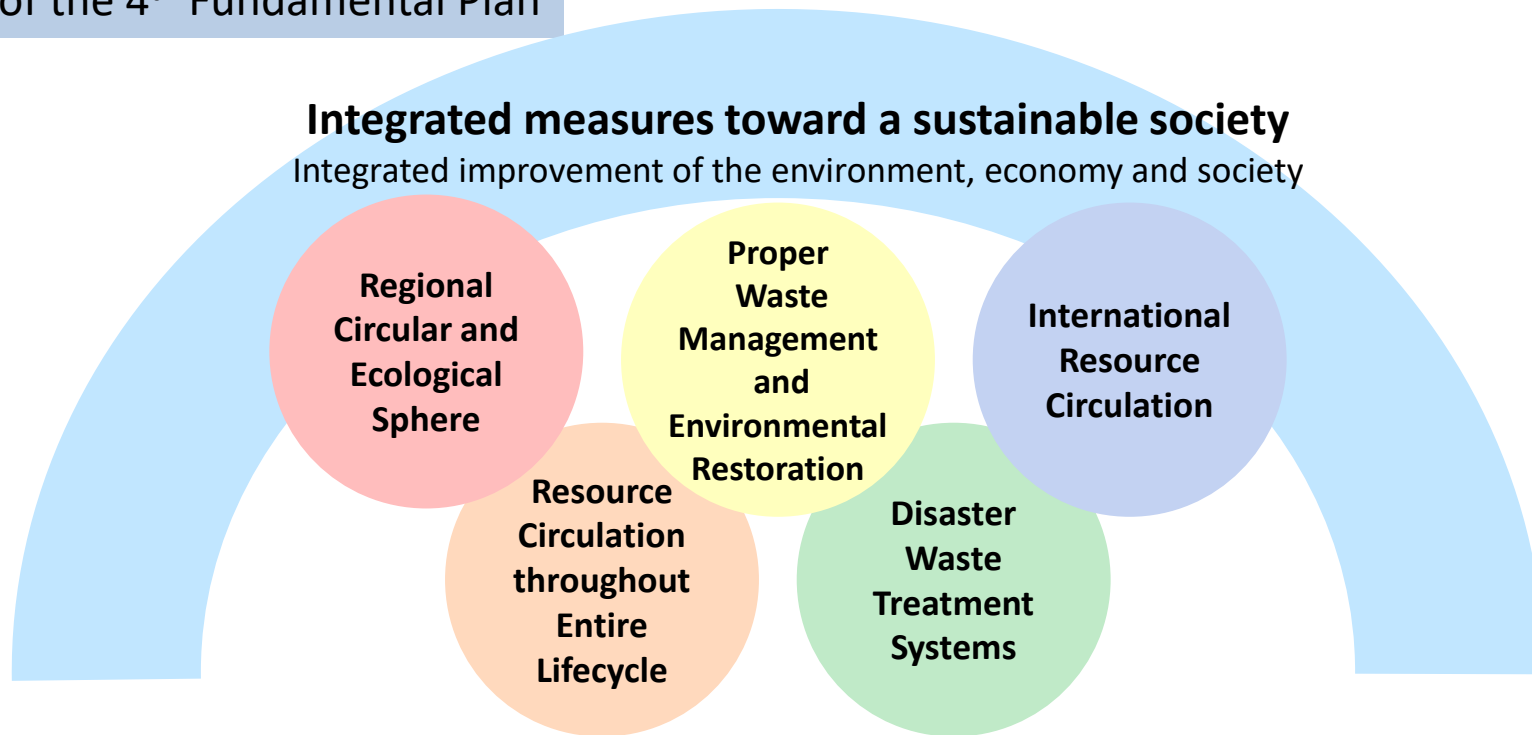 of the 4th Fundamental Plan
Integrated measures toward a sustainable society
Integrated improvement of the environment, economy and society
Regional
Circular and
Ecological
Sphere
Proper
Waste
Management
and
Environmental
Restoration
International
Resource
Circulation
Resource
Circulation
throughout
Entire
Lifecycle
Disaster
Waste
Treatment
Systems